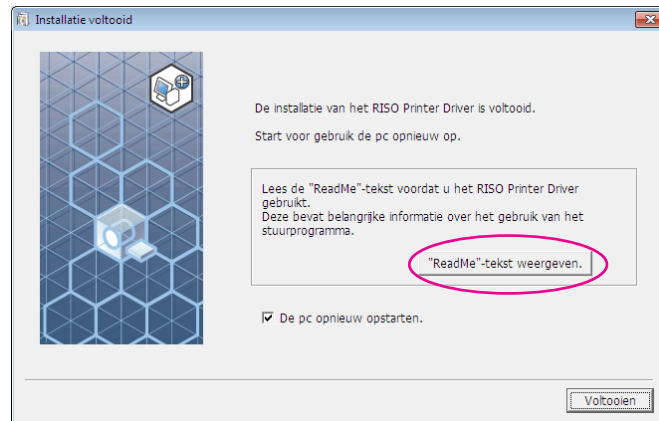 Installatie voltooid
De installatie van het RISO Printer Driver is voltooid.
Start voor gebruik de pc opnieuw op.
Lees de "ReadMe"-tekst voordat u het RISO Printer Driver
gebruikt.
Deze bevat belangrijke informatie over het gebruik van het
stuurprogramma.
"ReadMe"-tekst weergeven.
De pc opnieuw opstarten.
Voltooien